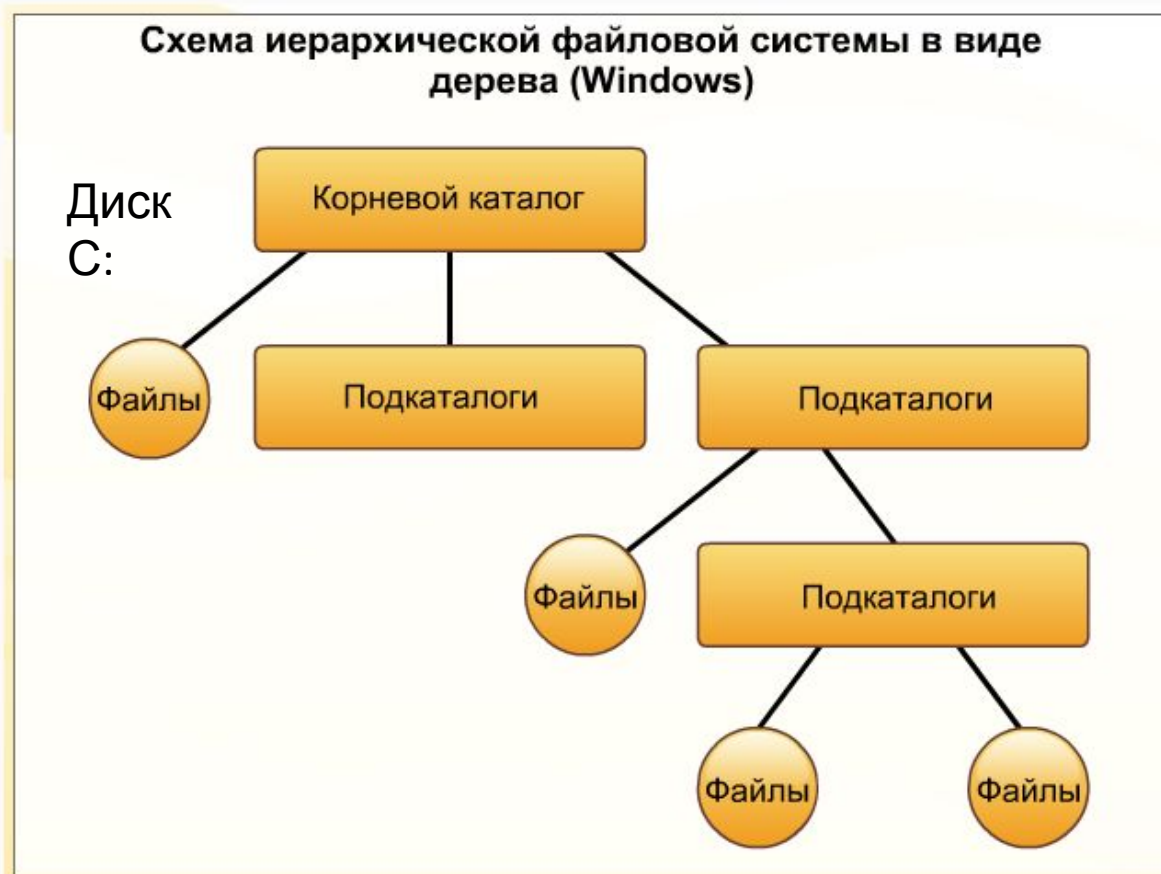 Схема иерархической файловой системы в виде
дерева (Windows)
Диск
С:
Корневой каталог
Файлы
Подкаталоги
Подкаталоги
Файлы
Подкаталоги
Файлы
Файлы